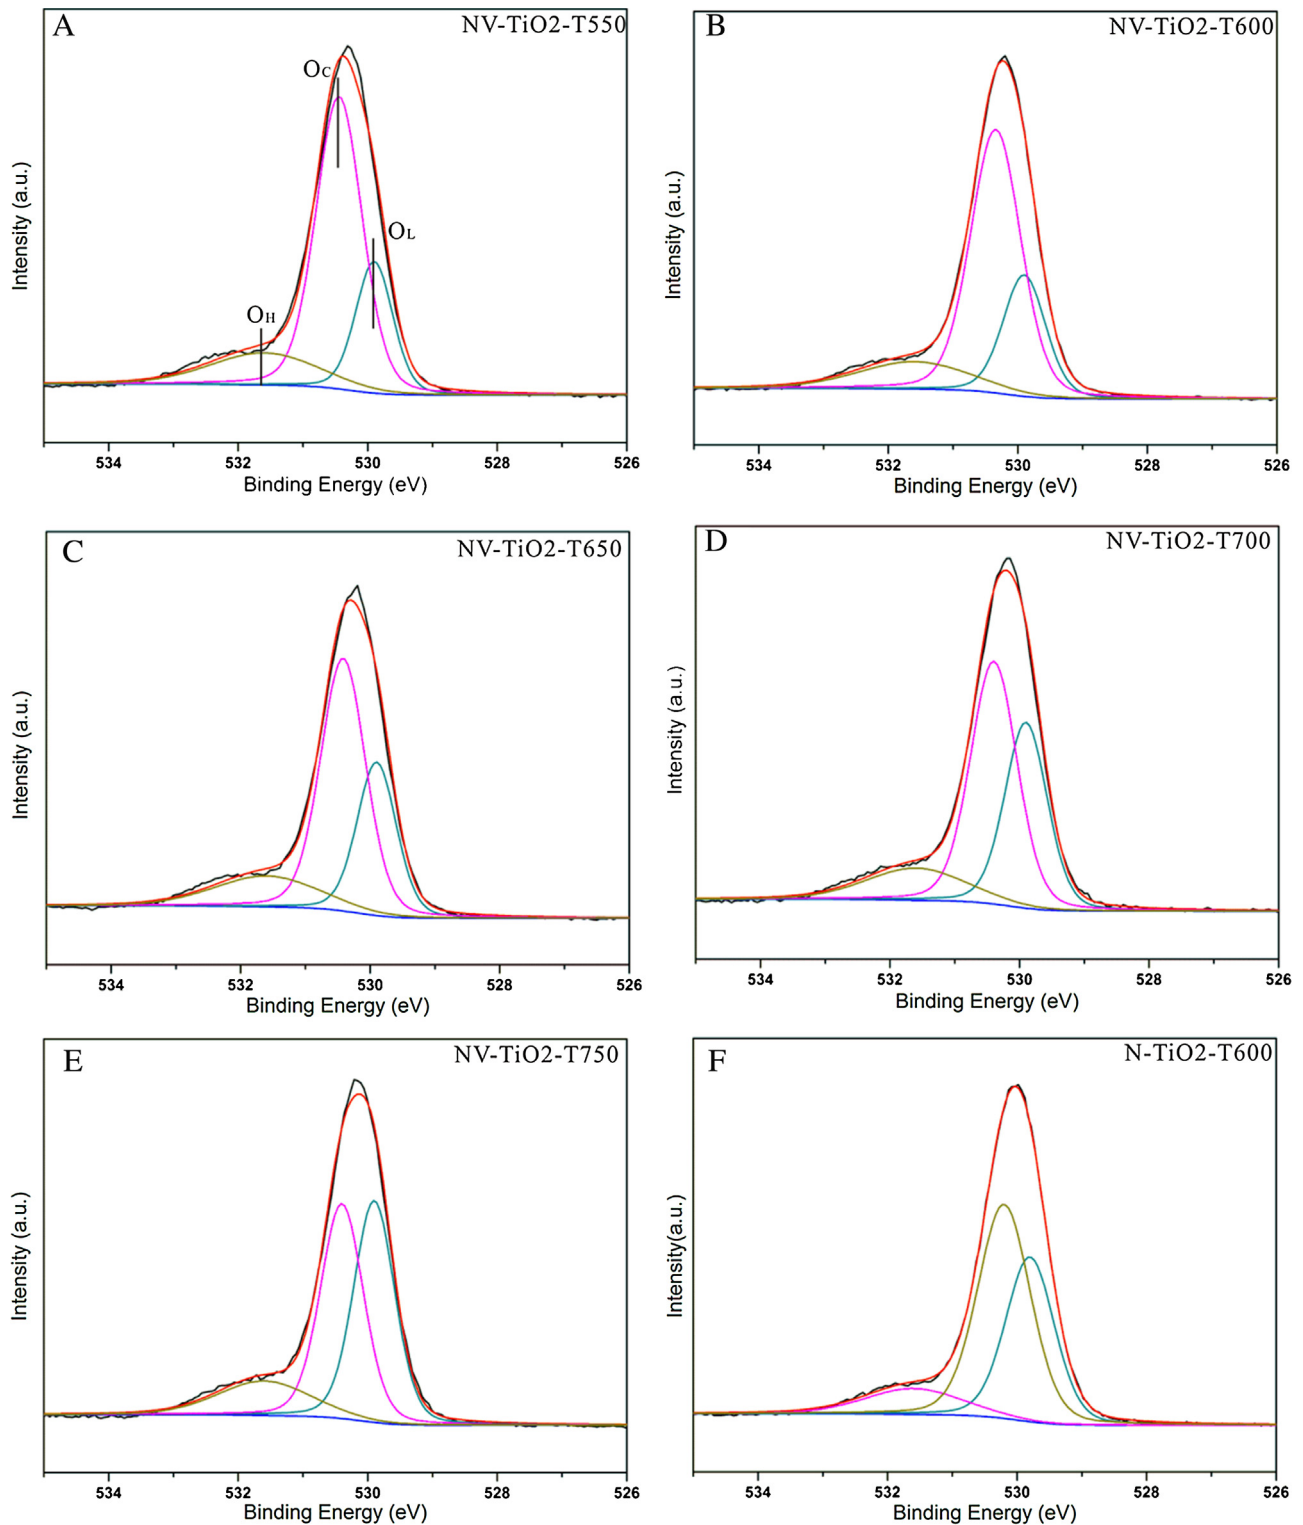 A
NV-TiO2-T550
OC
OL
OH
Intensity (a.u.)
534 532 530 528 526
Binding Energy (eV)
B
NV-TiO2-T600
Intensity (a.u.)
534 532 530 528 526
Binding Energy (eV)
C
NV-TiO2-T650
Intensity (a.u.)
534 532 530 528 526
Binding Energy (eV)
D
NV-TiO2-T700
Intensity (a.u.)
534 532 530 528 526
Binding Energy (eV)
E
NV-TiO2-T750
Intensity (a.u.)
534 532 530 528 526
Binding Energy (eV)
F
N-TiO2-T600
Intensity(a.u.)
534 532 530 528 526
Binding Energy (eV)